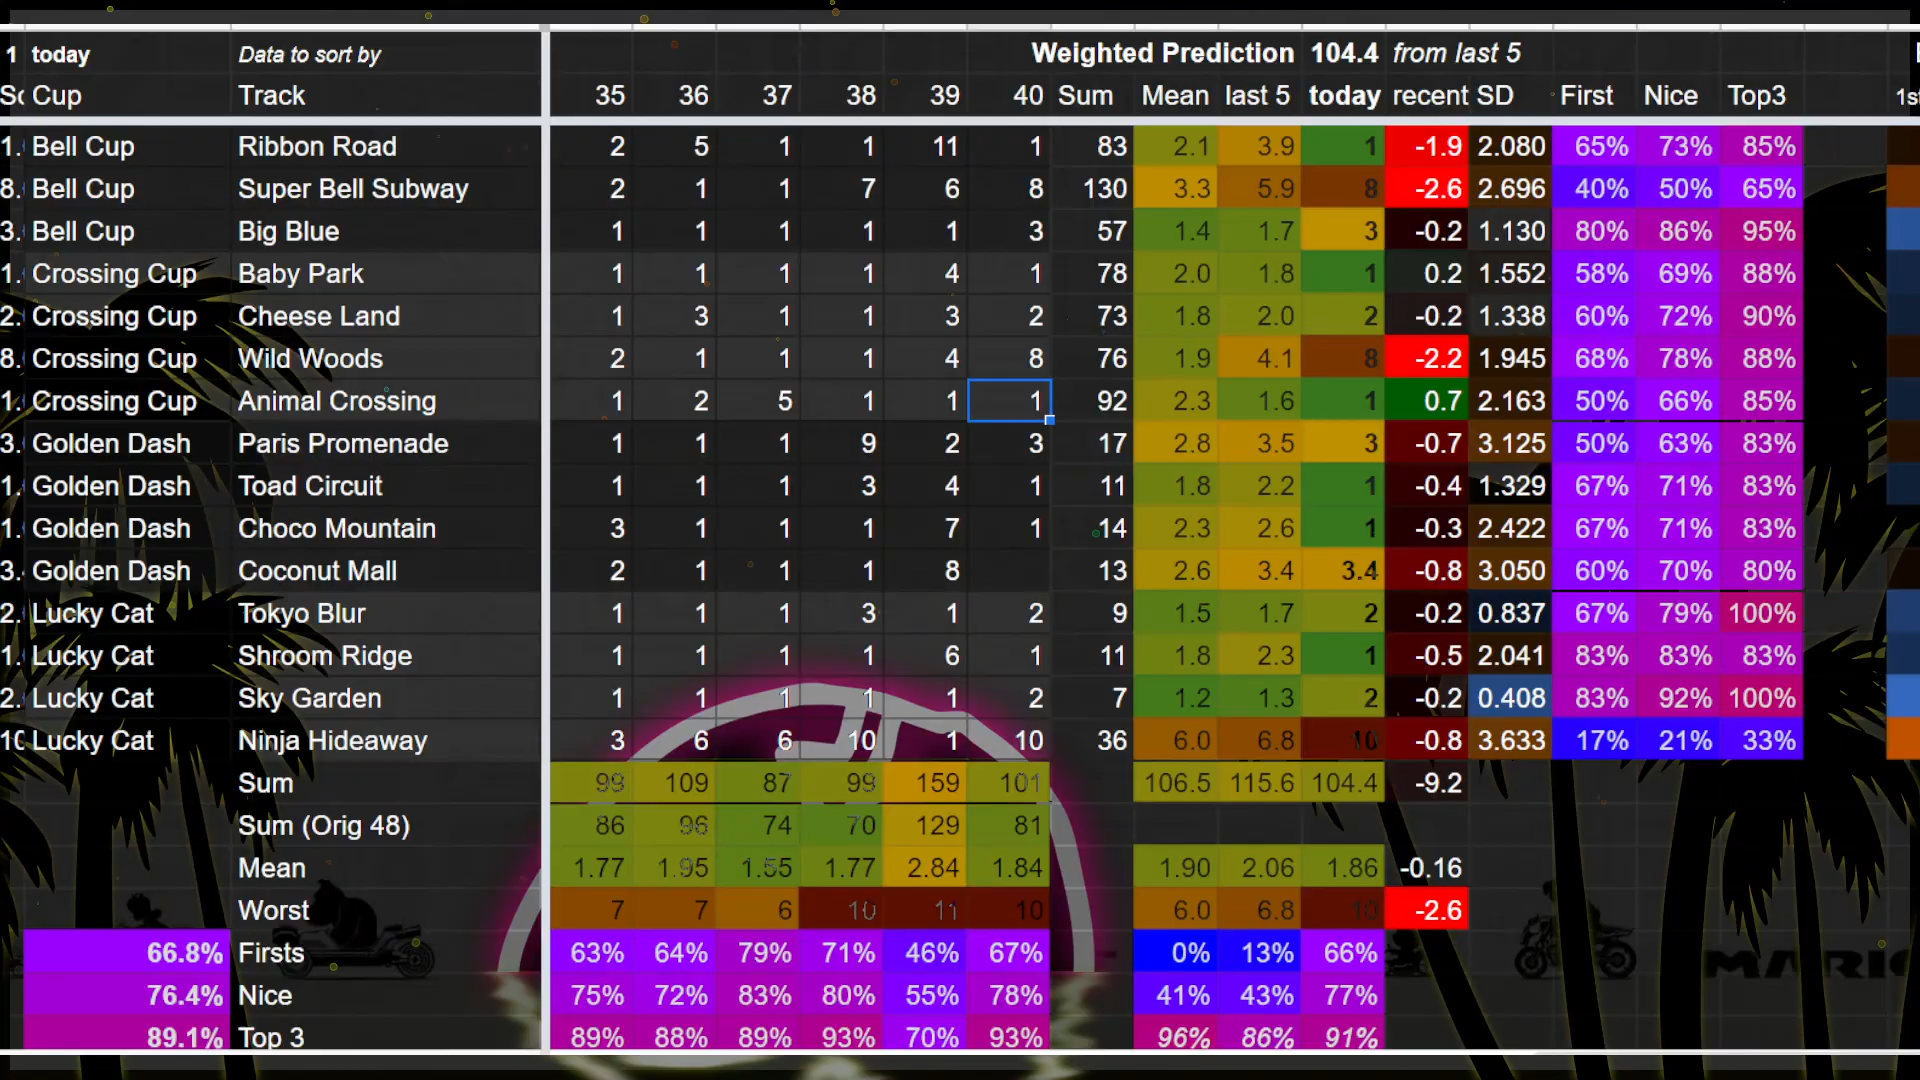 Weighted Prediction 104.4 from last 5
1 today Data to sort by
Cup Track 35 36 37 38 39 40 Sum Mean last 5 today recent SD First Nice Top3
1. Bell Cup Ribbon Road 2 5 1 1 11 1 83 2.1 3.9 1 -1.9 2.080 65% 73% 85%
8. Bell Cup Super Bell Subway 2 1 1 7 6 8 130 3.3 5.9 8 -2.6 2.696 40% 50% 65%
3. Bell Cup Big Blue 1 1 1 1 1 3 57 1.4 1.7 3 -0.2 1.130 80% 86% 95%
1. Crossing Cup Baby Park 1 1 1 1 4 1 78 2.0 1.8 1 0.2 1.552 58% 69% 88%
2. Crossing Cup Cheese Land 1 3 1 1 3 2 73 1.8 2.0 2 -0.2 1.338 60% 72% 90%
8. Crossing Cup Wild Woods 2 1 1 1 4 8 76 1.9 4.1 8 -2.2 1.945 68% 78% 88%
1. Crossing Cup Animal Crossing 1 2 5 1 1 1 92 2.3 1.6 1 0.7 2.163 50% 66% 85%
3. Golden Dash Paris Promenade 1 1 1 9 2 3 17 2.8 3.5 3 -0.7 3.125 50% 63% 83%
1. Golden Dash Toad Circuit 1 1 1 3 4 1 11 1.8 2.2 1 -0.4 1.329 67% 71% 83%
1. Golden Dash Choco Mountain 3 1 1 1 7 1 14 2.3 2.6 1 -0.3 2.422 67% 71% 83%
3. Golden Dash Coconut Mall 2 1 1 1 8 13 2.6 3.4 3.4 -0.8 3.050 60% 70% 80%
2. Lucky Cat Tokyo Blur 1 1 1 3 1 2 9 1.5 1.7 2 -0.2 0.837 67% 79% 100%
1. Lucky Cat Shroom Ridge 1 1 1 1 6 1 11 1.8 2.3 1 -0.5 2.041 83% 83% 83%
2. Lucky Cat Sky Garden 1 1 1 1 1 2 7 1.2 1.3 2 -0.2 0.408 83% 92% 100%
10 Lucky Cat Ninja Hideaway 3 6 6 10 1 10 36 6.0 6.8 10 -0.8 3.633 17% 21% 33%
Sum 99 109 87 99 159 101 106.5 115.6 104.4 -9.2
Sum (Orig 48) 86 96 74 70 129 81
Mean 1.77 1.95 1.55 1.77 2.84 1.84 1.90 2.06 1.86 -0.16
Worst 7 7 6 10 11 10 6.0 6.8 10 -2.6
66.8% Firsts 63% 64% 79% 71% 46% 67% 0% 13% 66%
76.4% Nice 75% 72% 83% 80% 55% 78% 41% 43% 77%
89.1% Top 3 89% 88% 89% 93% 70% 93% 96% 86% 91%